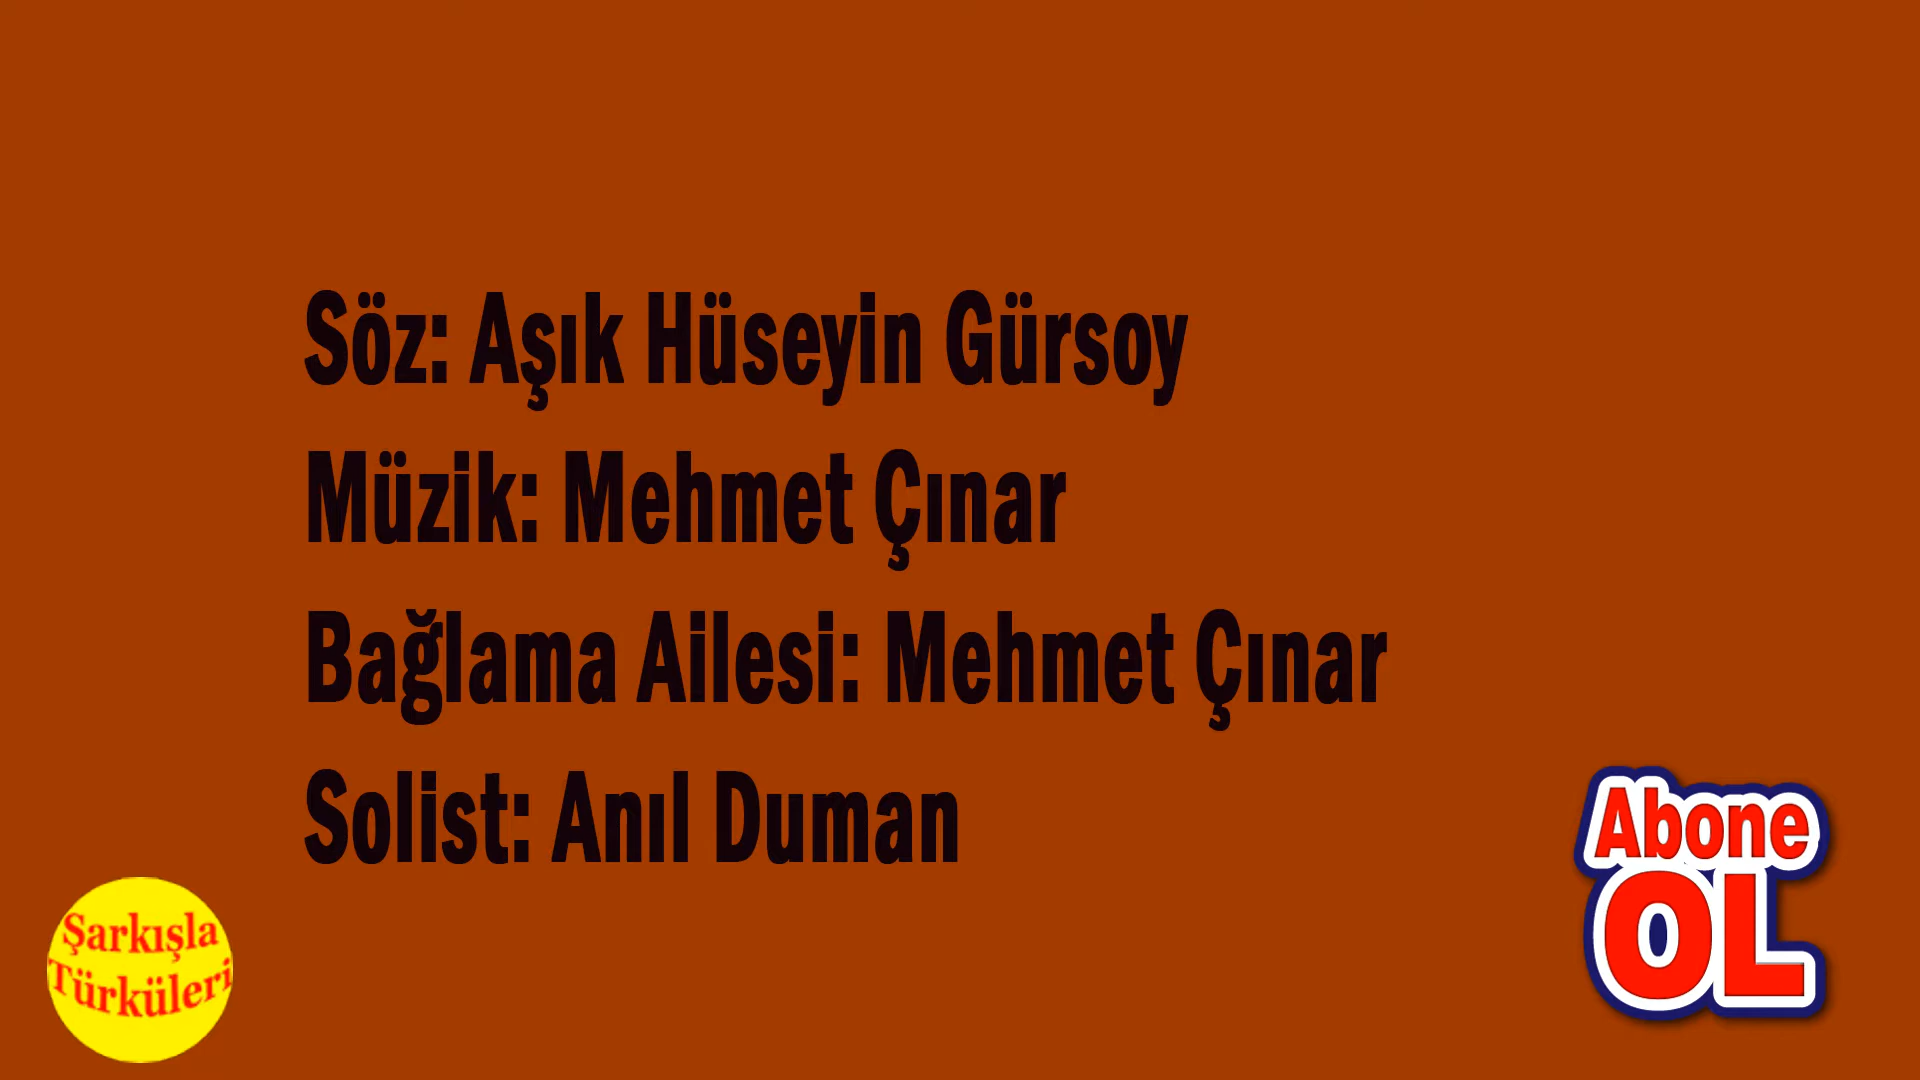 Söz: Aşık Hüseyin Gürsoy
Müzik: Mehmet Çınar
Bağlama Ailesi: Mehmet Çınar
Solist: Anıl Duman
Şarkışla
Türküleri
Abone
OL